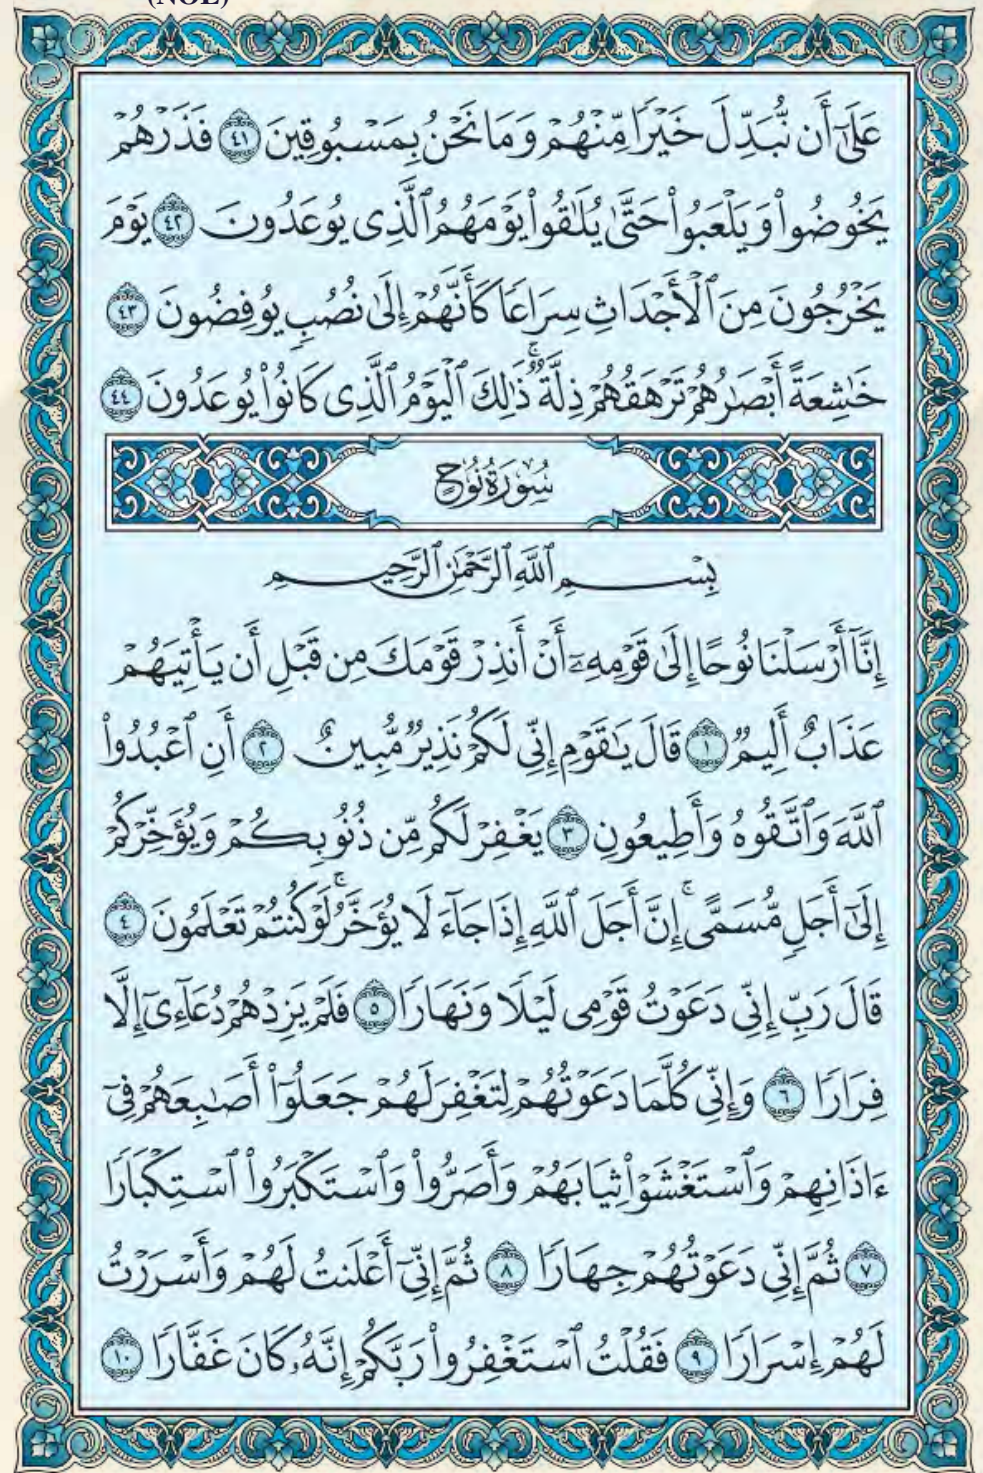 (NOE)
عَلَىٰٓ أَن نُّبَدِّلَ خَيْرًا مِّنْهُمْ وَمَا نَحْنُ بِمَسْبُوقِينَ ٤١ فَذَرْهُمْ
يَخُوضُوا۟ وَيَلْعَبُوا۟ حَتَّىٰ يُلَـٰقُوا۟ يَوْمَهُمُ ٱلَّذِى يُوعَدُونَ ٤٢ يَوْمَ
يَخْرُجُونَ مِنَ ٱلْأَجْدَاثِ سِرَاعًا كَأَنَّهُمْ إِلَىٰ نُصُبٍ يُوفِضُونَ ٤٣
خَـٰشِعَةً أَبْصَـٰرُهُمْ تَرْهَقُهُمْ ذِلَّةٌ ۚ ذَٰلِكَ ٱلْيَوْمُ ٱلَّذِى كَانُوا۟ يُوعَدُونَ ٤٤
سُورَةُ نُوحٍ
بِسْمِ ٱللَّهِ ٱلرَّحْمَـٰنِ ٱلرَّحِيمِ
إِنَّآ أَرْسَلْنَا نُوحًا إِلَىٰ قَوْمِهِۦٓ أَنْ أَنذِرْ قَوْمَكَ مِن قَبْلِ أَن يَأْتِيَهُمْ
عَذَابٌ أَلِيمٌ ١ قَالَ يَـٰقَوْمِ إِنِّى لَكُمْ نَذِيرٌ مُّبِينٌ ٢ أَنِ ٱعْبُدُوا۟
ٱللَّهَ وَٱتَّقُوهُ وَأَطِيعُونِ ٣ يَغْفِرْ لَكُم مِّن ذُنُوبِكُمْ وَيُؤَخِّرْكُمْ
إِلَىٰٓ أَجَلٍ مُّسَمًّى ۚ إِنَّ أَجَلَ ٱللَّهِ إِذَا جَآءَ لَا يُؤَخَّرُ ۚ لَوْ كُنتُمْ تَعْلَمُونَ ٤
قَالَ رَبِّ إِنِّى دَعَوْتُ قَوْمِى لَيْلًا وَنَهَارًا ٥ فَلَمْ يَزِدْهُمْ دُعَآءِىٓ إِلَّا
فِرَارًا ٦ وَإِنِّى كُلَّمَا دَعَوْتُهُمْ لِتَغْفِرَ لَهُمْ جَعَلُوٓا۟ أَصَـٰبِعَهُمْ فِىٓ
ءَاذَانِهِمْ وَٱسْتَغْشَوْا۟ ثِيَابَهُمْ وَأَصَرُّوا۟ وَٱسْتَكْبَرُوا۟ ٱسْتِكْبَارًا
٧ ثُمَّ إِنِّى دَعَوْتُهُمْ جِهَارًا ٨ ثُمَّ إِنِّىٓ أَعْلَنتُ لَهُمْ وَأَسْرَرْتُ
لَهُمْ إِسْرَارًا ٩ فَقُلْتُ ٱسْتَغْفِرُوا۟ رَبَّكُمْ إِنَّهُۥ كَانَ غَفَّارًا ١٠